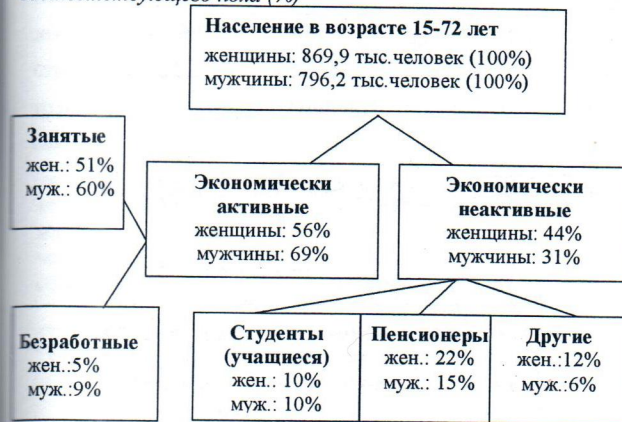 Население в возрасте 15-72 лет
женщины: 869,9 тыс.человек (100%)
мужчины: 796,2 тыс.человек (100%)
Занятые
жен.: 51%
муж.: 60%
Экономически
активные
женщины: 56%
мужчины: 69%
Экономически
неактивные
женщины: 44%
мужчины: 31%
Безработные
жен.:5%
муж.:9%
Студенты
(учащиеся)
жен.: 10%
муж.: 10%
Пенсионеры
жен.: 22%
муж.: 15%
Другие
жен.:12%
муж.:6%